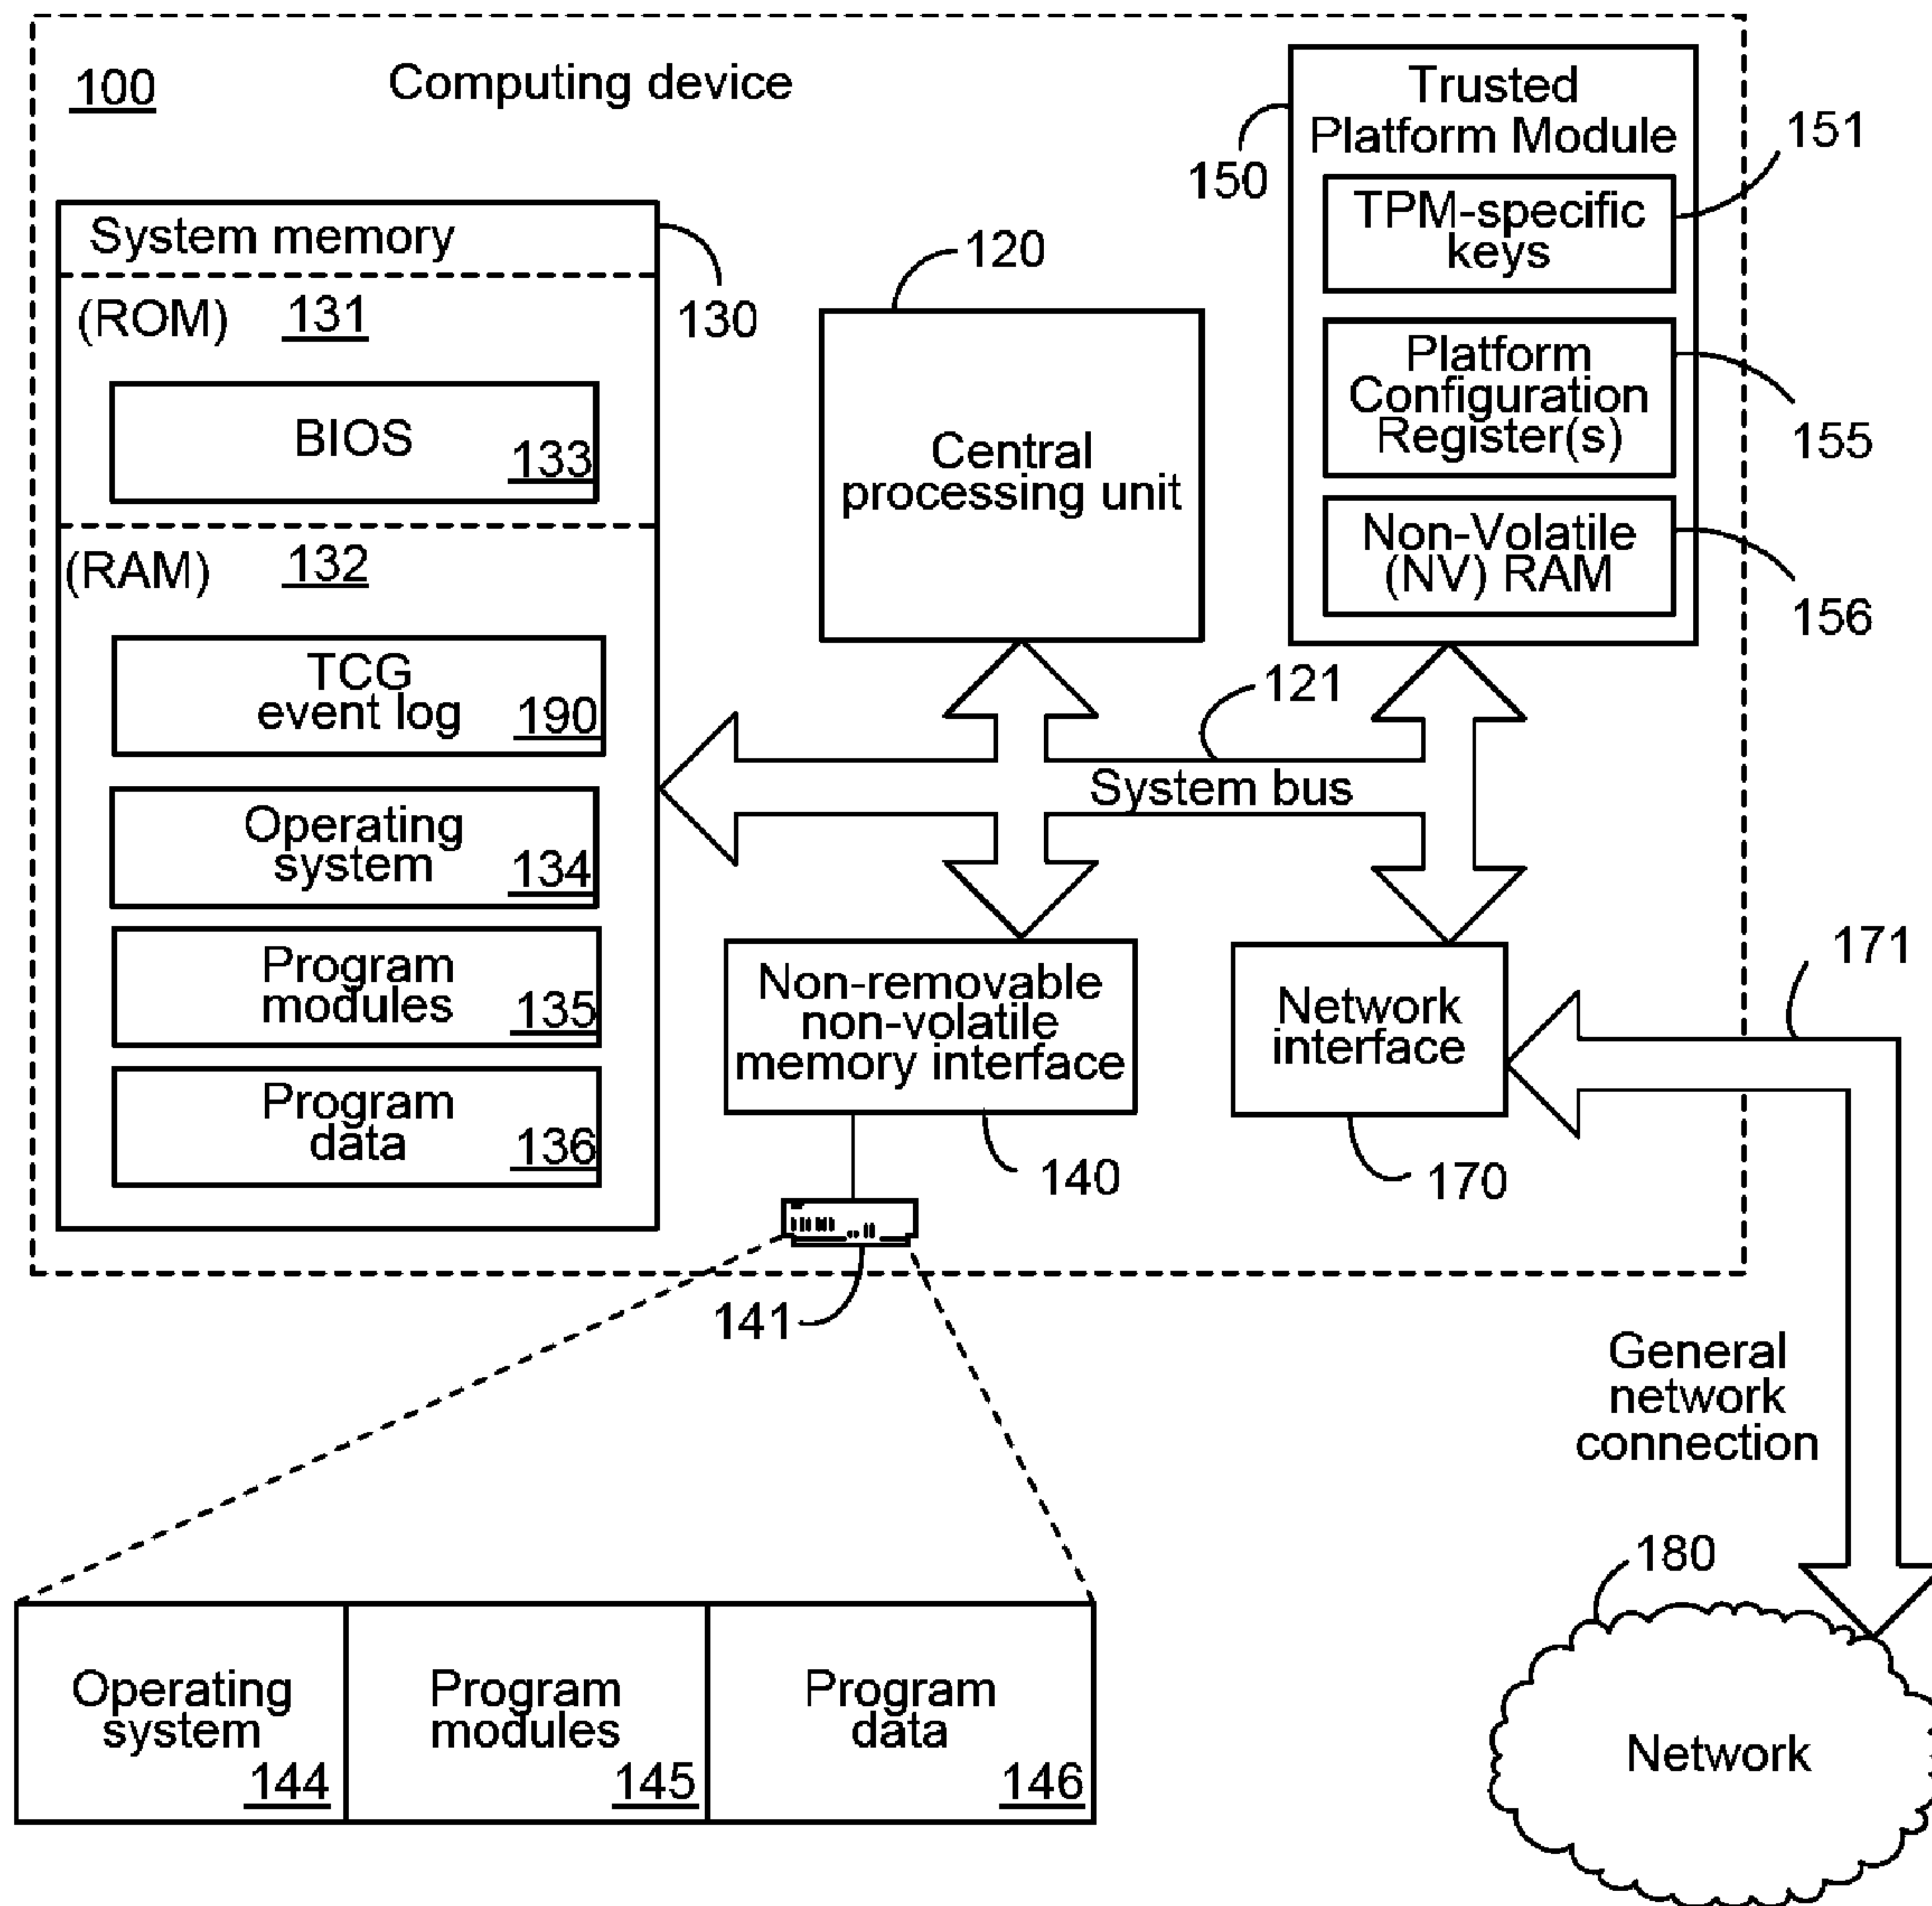 100
Computing device
System memory
130
(ROM) 131
BIOS
133
(RAM) 132
TCG
event log
190
Operating
system
134
Program
modules
135
Program
data
136
120
Central
processing unit
Trusted
Platform Module
150
TPM-specific
keys
151
Platform
Configuration
Register(s)
155
Non-Volatile
(NV) RAM
156
121
System bus
Non-removable
non-volatile
memory interface
140
141
Network
interface
170
171
General
network
connection
180
Network
Operating
system
144
Program
modules
145
Program
data
146